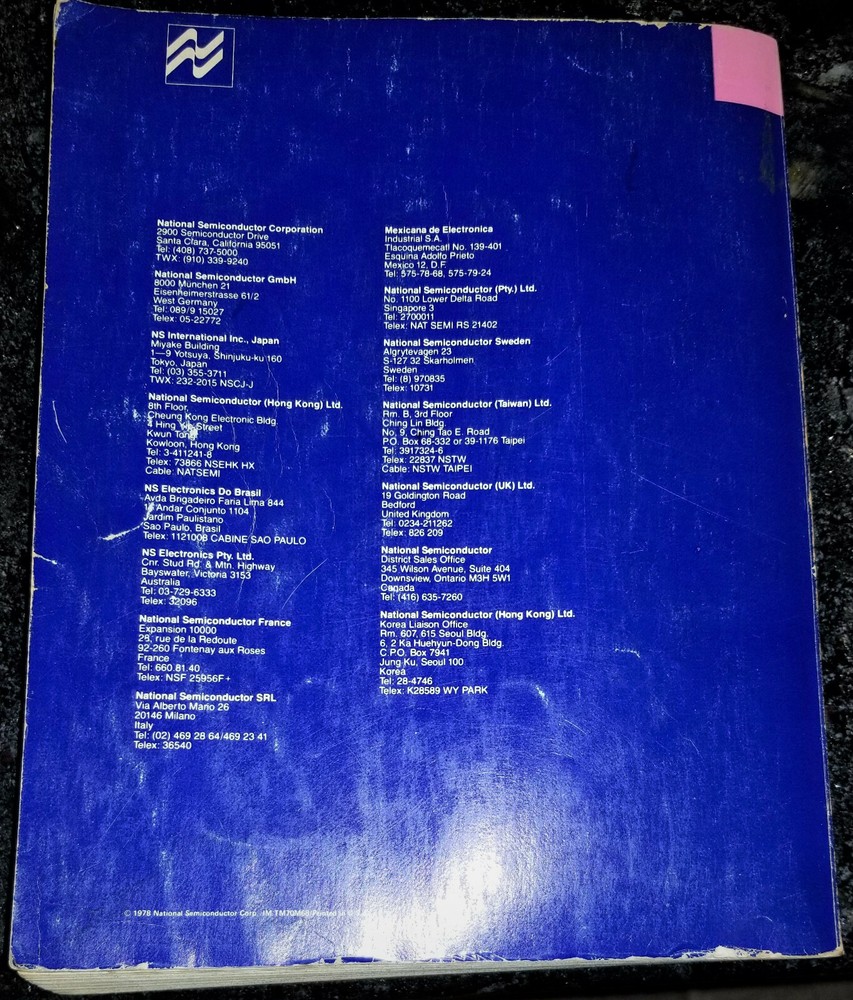 National Semiconductor Corporation
2900 Semiconductor Drive
Santa Clara, California 95051
Tel: (408) 737-5000
TWX: (910) 339-9240
National Semiconductor GmbH
8000 München 21
Eisenheimerstrasse 61/2
West Germany
Tel: 089/9 15027
Telex: 05-22772
NS International Inc., Japan
Miyake Building
1—9 Yotsuya, Shinjuku-ku 160
Tokyo, Japan
Tel: (03) 355-3711
TWX: 232-2015 NSCJ-J
National Semiconductor (Hong Kong) Ltd.
8th Floor,
Cheung Kong Electronic Bldg.
4 Hing Street
Kwun Tong
Kowloon, Hong Kong
Tel: 3-411241-8
Telex: 73866 NSEHK HX
Cable: NATSEMI
NS Electronics Do Brasil
Avda Brigadeiro Faria Lima 844
Andar Conjunto 1104
Jardim Paulistano
Sao Paulo, Brasil
Telex: 1121008 CABINE SAO PAULO
NS Electronics Pty. Ltd.
Cnr. Stud Rd. & Mtn. Highway
Bayswater, Victoria 3153
Australia
Tel: 03-729-6333
Telex: 32096
National Semiconductor France
Expansion 10000
28, rue de la Redoute
92-260 Fontenay aux Roses
France
Tel: 660.81.40
Telex: NSF 25956F+
National Semiconductor SRL
Via Alberto Mario 26
20146 Milano
Italy
Tel: (02) 469 28 64/469 23 41
Telex: 36540
Mexicana de Electronica
Industrial S.A.
Tlacoquemecatl No. 139-401
Esquina Adolfo Prieto
Mexico 12, D.F.
Tel: 575-78-68, 575-79-24
National Semiconductor (Pty.) Ltd.
No. 1100 Lower Delta Road
Singapore 3
Tel: 2700011
Telex: NAT SEMI RS 21402
National Semiconductor Sweden
Algrytevagen 23
S-127 32 Skarholmen
Sweden
Tel: (8) 970835
Telex: 10731
National Semiconductor (Taiwan) Ltd.
Rm. B, 3rd Floor
Ching Lin Bldg.
No. 9, Ching Tao E. Road
P.O. Box 68-332 or 39-1176 Taipei
Tel: 3917324-6
Telex: 22837 NSTW
Cable: NSTW TAIPEI
National Semiconductor (UK) Ltd.
19 Goldington Road
Bedford
United Kingdom
Tel: 0234-211262
Telex: 826 209
National Semiconductor
District Sales Office
345 Wilson Avenue, Suite 404
Downsview, Ontario M3H 5W1
Canada
Tel: (416) 635-7260
National Semiconductor (Hong Kong) Ltd.
Korea Liaison Office
Rm. 607, 615 Seoul Bldg.
6, 2 Ka Huehyun-Dong Bldg.
C.P.O. Box 7941
Jung Ku, Seoul 100
Korea
Tel: 28-4746
Telex: K28589 WY PARK
© 1978 National Semiconductor Corp. Printed in